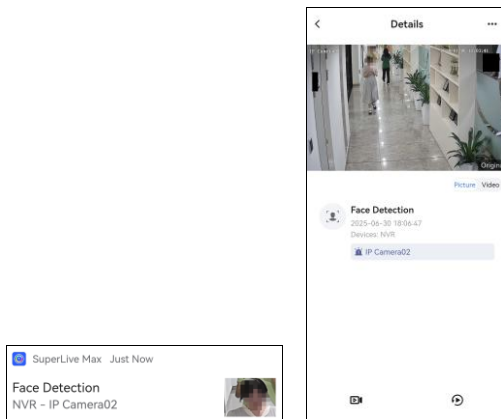 SuperLive Max Just Now
Face Detection
NVR – IP Camera02
Details
Picture Video
Face Detection
2025-06-30 18:06:47
Devices: NVR
IP Camera02